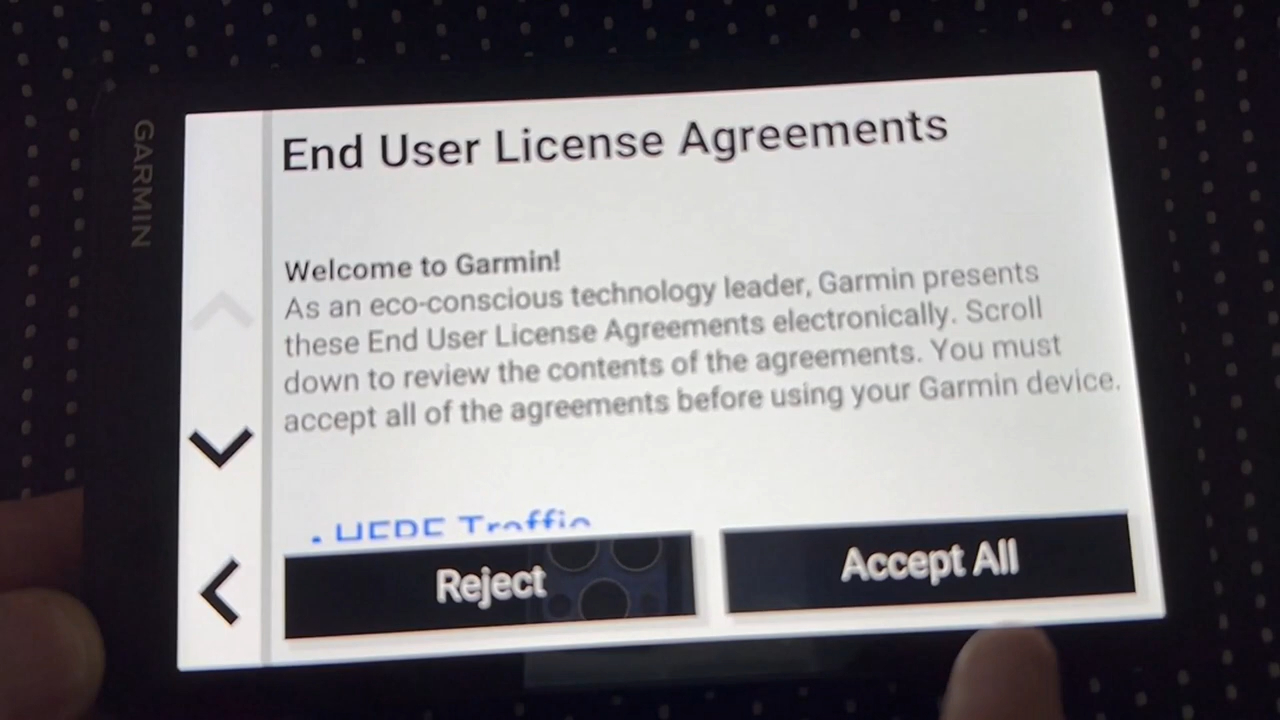 GARMIN
End User License Agreements
Welcome to Garmin!
As an eco-conscious technology leader, Garmin presents
these End User License Agreements electronically. Scroll
down to review the contents of the agreements. You must
accept all of the agreements before using your Garmin device.
• HERE Traffic
Reject
Accept All